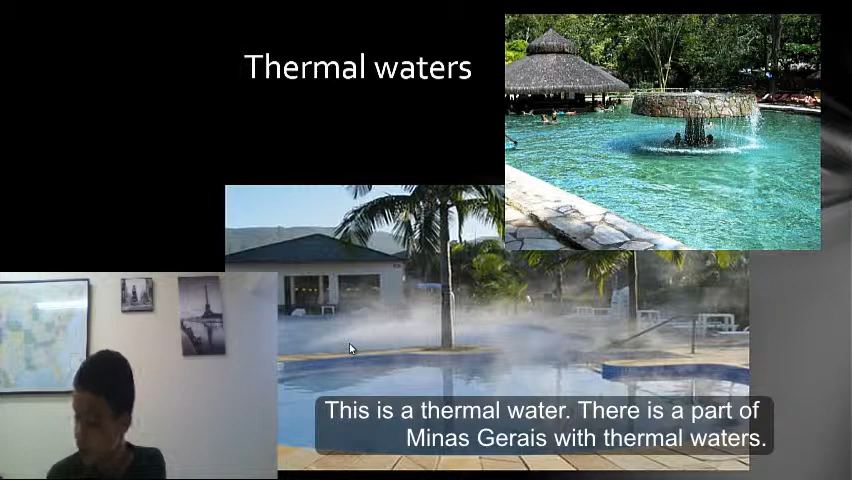 Thermal waters
This is a thermal water. There is a part of
Minas Gerais with thermal waters.